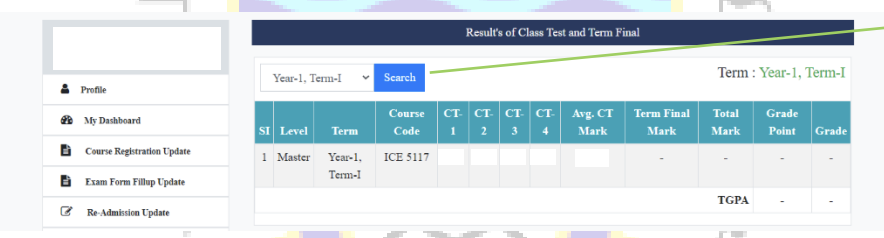 Result's of Class Test and Term Final
Year-1, Term-I
Search
Term : Year-1, Term-I
Profile
My Dashboard
Course Registration Update
Exam Form Fillup Update
Re-Admission Update
SI Level Term Course Code CT-1 CT-2 CT-3 CT-4 Avg. CT Mark Term Final Mark Total Mark Grade Point Grade
1 Master Year-1, Term-I ICE 5117 - - - -
TGPA - -